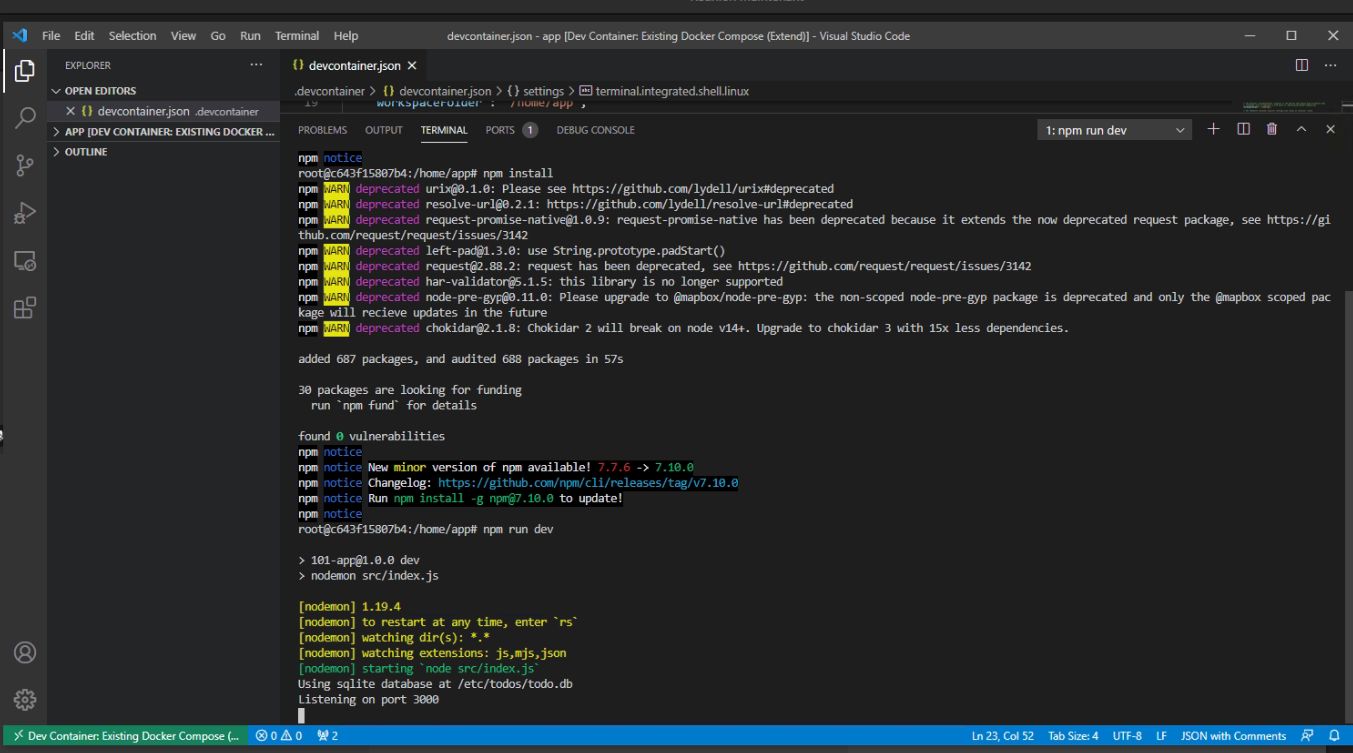 File Edit Selection View Go Run Terminal Help devcontainer.json - app [Dev Container: Existing Docker Compose (Extend)] - Visual Studio Code
EXPLORER
OPEN EDITORS
{} devcontainer.json .devcontainer
APP [DEV CONTAINER: EXISTING DOCKER ...
OUTLINE
{} devcontainer.json
.devcontainer > {} devcontainer.json > {} settings > terminal.integrated.shell.linux
19 "workspaceFolder": "/home/app",
PROBLEMS OUTPUT TERMINAL PORTS 1 DEBUG CONSOLE 1: npm run dev
npm notice
root@c643f15807b4:/home/app# npm install
npm WARN deprecated urix@0.1.0: Please see https://github.com/lydell/urix#deprecated
npm WARN deprecated resolve-url@0.2.1: https://github.com/lydell/resolve-url#deprecated
npm WARN deprecated request-promise-native@1.0.9: request-promise-native has been deprecated because it extends the now deprecated request package, see https://gi
thub.com/request/request/issues/3142
npm WARN deprecated left-pad@1.3.0: use String.prototype.padStart()
npm WARN deprecated request@2.88.2: request has been deprecated, see https://github.com/request/request/issues/3142
npm WARN deprecated har-validator@5.1.5: this library is no longer supported
npm WARN deprecated node-pre-gyp@0.11.0: Please upgrade to @mapbox/node-pre-gyp: the non-scoped node-pre-gyp package is deprecated and only the @mapbox scoped pac
kage will recieve updates in the future
npm WARN deprecated chokidar@2.1.8: Chokidar 2 will break on node v14+. Upgrade to chokidar 3 with 15x less dependencies.
added 687 packages, and audited 688 packages in 57s
30 packages are looking for funding
run `npm fund` for details
found 0 vulnerabilities
npm notice
npm notice New minor version of npm available! 7.7.6 -> 7.10.0
npm notice Changelog: https://github.com/npm/cli/releases/tag/v7.10.0
npm notice Run npm install -g npm@7.10.0 to update!
npm notice
root@c643f15807b4:/home/app# npm run dev
> 101-app@1.0.0 dev
> nodemon src/index.js
[nodemon] 1.19.4
[nodemon] to restart at any time, enter `rs`
[nodemon] watching dir(s): *.*
[nodemon] watching extensions: js,mjs,json
[nodemon] starting `node src/index.js`
Using sqlite database at /etc/todos/todo.db
Listening on port 3000
Dev Container: Existing Docker Compose (... 0 0 2 Ln 23, Col 52 Tab Size: 4 UTF-8 LF JSON with Comments